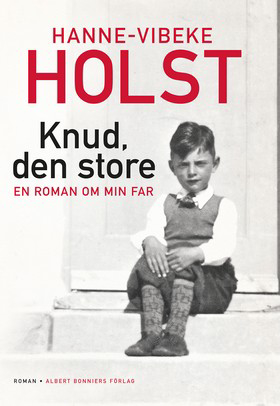 HANNE-VIBEKE
HOLST
Knud,
den store
EN ROMAN OM MIN FAR
ROMAN • ALBERT BONNIERS FÖRLAG